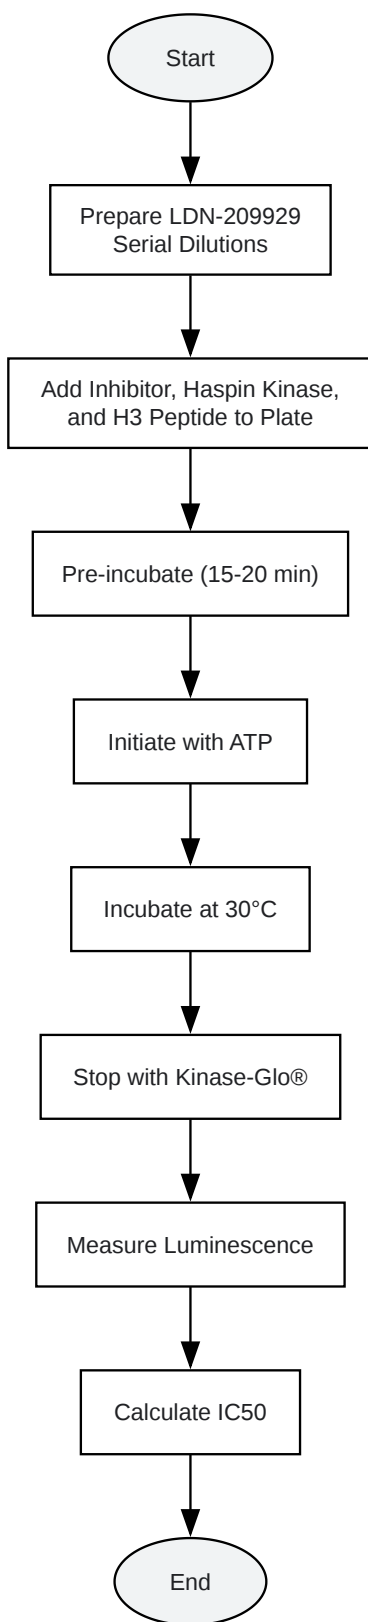 Start
Prepare LDN-209929
Serial Dilutions
Add Inhibitor, Haspin Kinase,
and H3 Peptide to Plate
Pre-incubate (15-20 min)
Initiate with ATP
Incubate at 30°C
Stop with Kinase-Glo®
Measure Luminescence
Calculate IC50
End